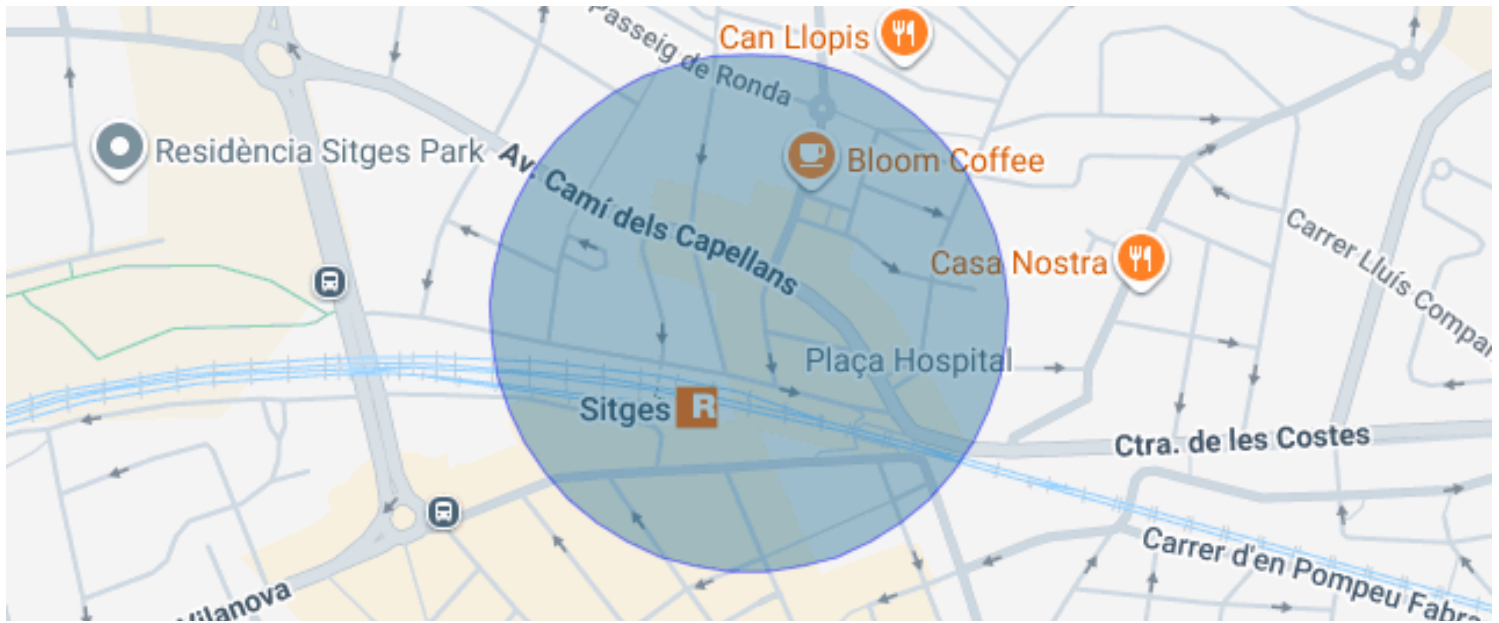 Passeig de Ronda
Can Llopis
Residència Sitges Park
Av. Camí dels Capellans
Bloom Coffee
Casa Nostra
Carrer Lluís Compan
Plaça Hospital
Sitges
R
Ctra. de les Costes
Carrer d'en Pompeu Fabra
Vilanova